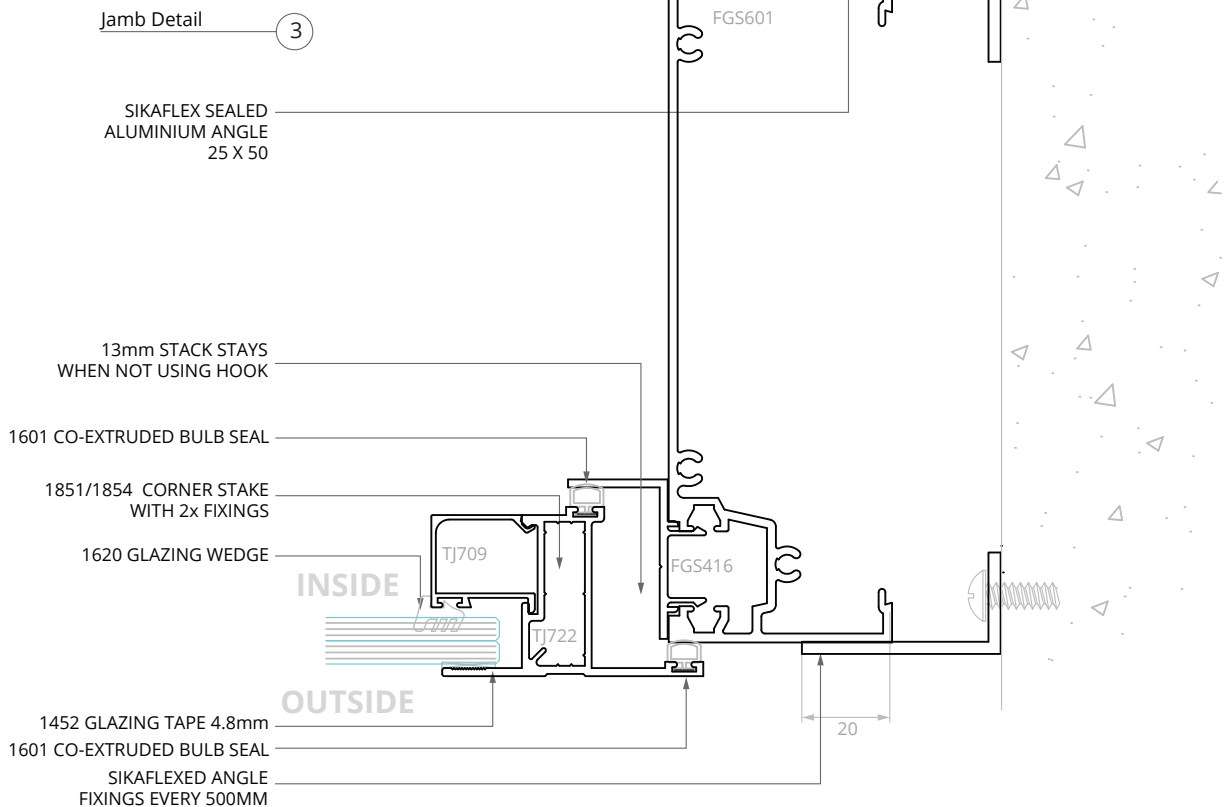 Jamb Detail
3
FGS601
SIKAFLEX SEALED
ALUMINIUM ANGLE
25 X 50
13mm STACK STAYS
WHEN NOT USING HOOK
1601 CO-EXTRUDED BULB SEAL
1851/1854 CORNER STAKE
WITH 2x FIXINGS
1620 GLAZING WEDGE
TJ709
FGS416
INSIDE
TJ722
OUTSIDE
1452 GLAZING TAPE 4.8mm
1601 CO-EXTRUDED BULB SEAL
20
SIKAFLEXED ANGLE
FIXINGS EVERY 500MM